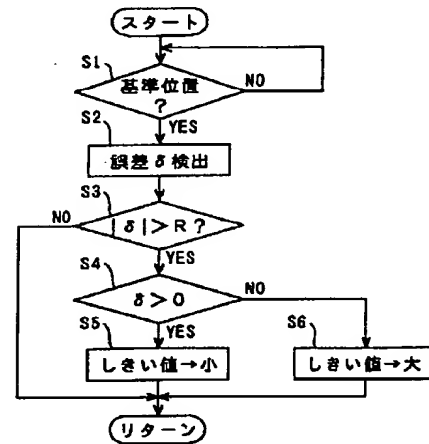 スタート
S1
基準位置
?
NO
YES
S2
誤差δ検出
S3
NO
|δ|>R?
YES
S4
δ>0
NO
YES
S5
しきい値→小
S6
しきい値→大
リターン